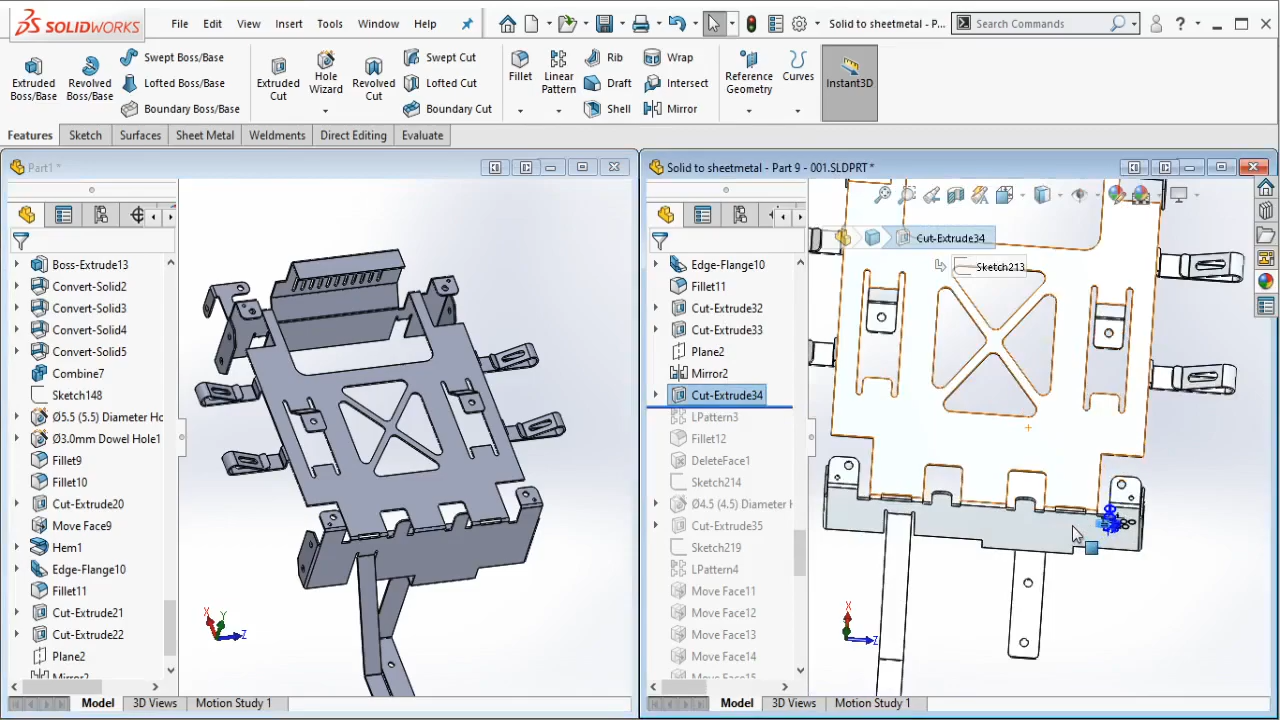 SOLIDWORKS
File Edit View Insert Tools Window Help
Solid to sheetmetal - P...
Search Commands
Extruded Boss/Base
Revolved Boss/Base
Swept Boss/Base
Lofted Boss/Base
Boundary Boss/Base
Extruded Cut
Hole Wizard
Revolved Cut
Swept Cut
Lofted Cut
Boundary Cut
Fillet
Linear Pattern
Rib
Draft
Shell
Wrap
Intersect
Mirror
Reference Geometry
Curves
Instant3D
Features Sketch Surfaces Sheet Metal Weldments Direct Editing Evaluate
Part1 *
Boss-Extrude13
Convert-Solid2
Convert-Solid3
Convert-Solid4
Convert-Solid5
Combine7
Sketch148
Ø5.5 (5.5) Diameter Ho
Ø3.0mm Dowel Hole1
Fillet9
Fillet10
Cut-Extrude20
Move Face9
Hem1
Edge-Flange10
Fillet11
Cut-Extrude21
Cut-Extrude22
Plane2
X Y Z
Model 3D Views Motion Study 1
Solid to sheetmetal - Part 9 - 001.SLDPRT *
Edge-Flange10
Fillet11
Cut-Extrude32
Cut-Extrude33
Plane2
Mirror2
Cut-Extrude34
LPattern3
Fillet12
DeleteFace1
Sketch214
Ø4.5 (4.5) Diameter H
Cut-Extrude35
Sketch219
LPattern4
Move Face11
Move Face12
Move Face13
Move Face14
Cut-Extrude34
Sketch213
X Z
Model 3D Views Motion Study 1